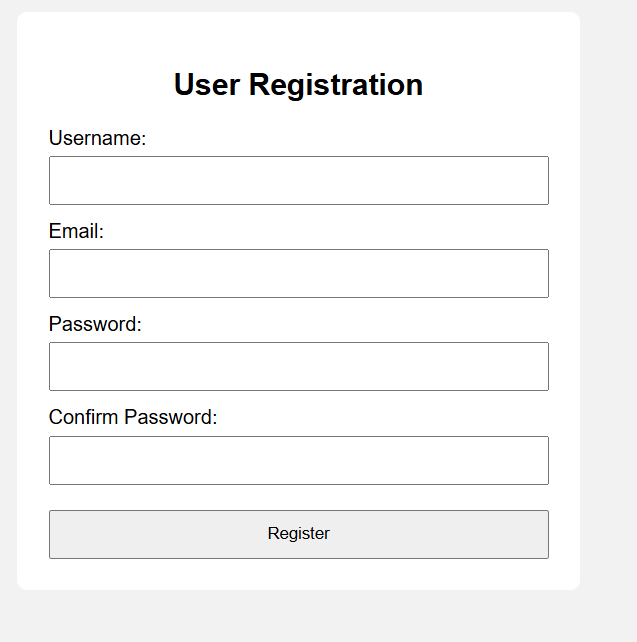 User Registration
Username:
Email:
Password:
Confirm Password:
Register